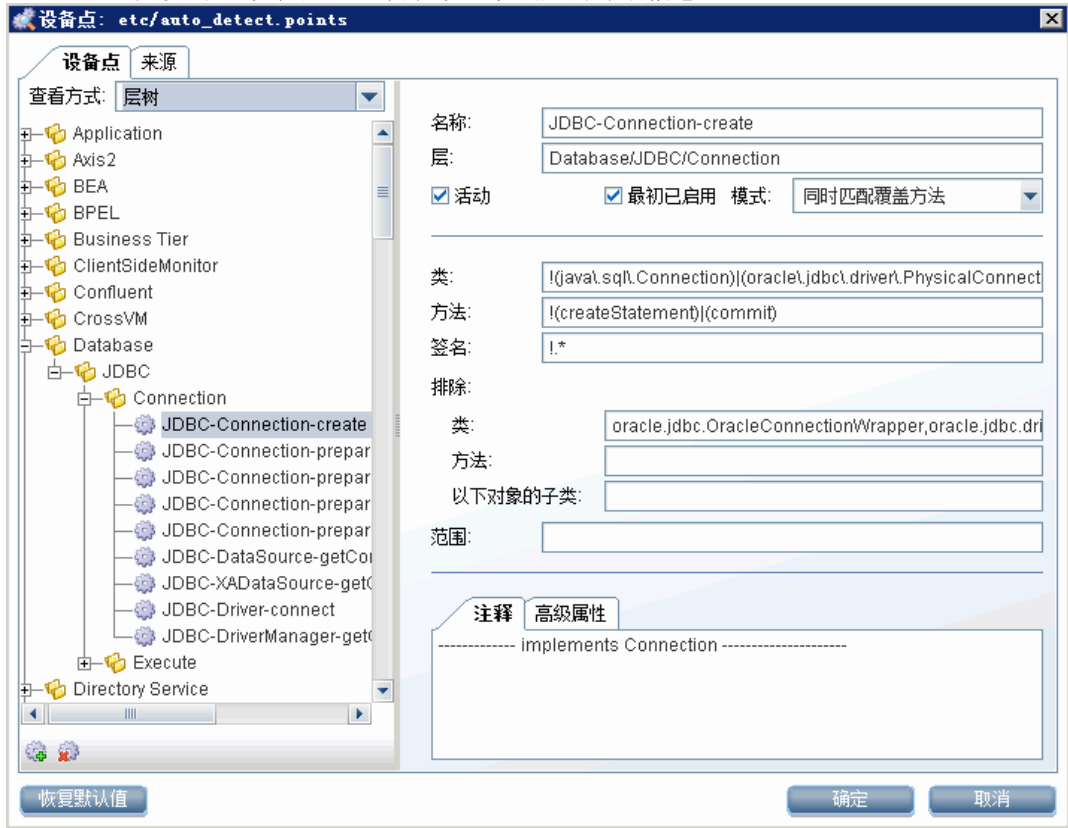 设备点: etc/auto_detect.points
设备点 来源
查看方式: 层树
Application
Axis2
BEA
BPEL
Business Tier
ClientSideMonitor
Confluent
CrossVM
Database
JDBC
Connection
JDBC-Connection-create
JDBC-Connection-prepar
JDBC-Connection-prepar
JDBC-Connection-prepar
JDBC-Connection-prepar
JDBC-DataSource-getCo
JDBC-XADataSource-get
JDBC-Driver-connect
JDBC-DriverManager-get
Execute
Directory Service
名称: JDBC-Connection-create
层: Database/JDBC/Connection
活动 最初已启用 模式: 同时匹配覆盖方法
类: !(java\.sql\.Connection)|(oracle\.jdbc\.driver\.PhysicalConnect
方法: !(createStatement)|(commit)
签名: !.*
排除:
类: oracle.jdbc.OracleConnectionWrapper,oracle.jdbc.dri
方法:
以下对象的子类:
范围:
注释 高级属性
------------- implements Connection ---------------------
恢复默认值 确定 取消